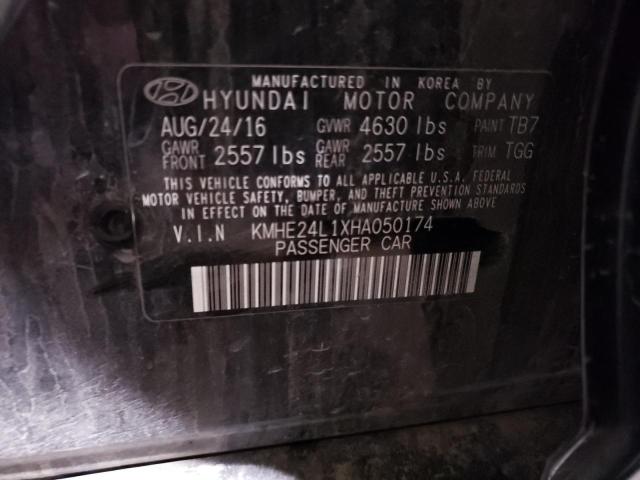 MANUFACTURED IN KOREA BY
HYUNDAI MOTOR COMPANY
AUG/24/16 GVWR 4630 lbs PAINT TB7
GAWR FRONT 2557 lbs GAWR REAR 2557 lbs TRIM TGG
THIS VEHICLE CONFORMS TO ALL APPLICABLE U.S.A. FEDERAL
MOTOR VEHICLE SAFETY, BUMPER, AND THEFT PREVENTION STANDARDS
IN EFFECT ON THE DATE OF MANUFACTURE SHOWN ABOVE
V.I.N KMHE24L1XHA050174
PASSENGER CAR